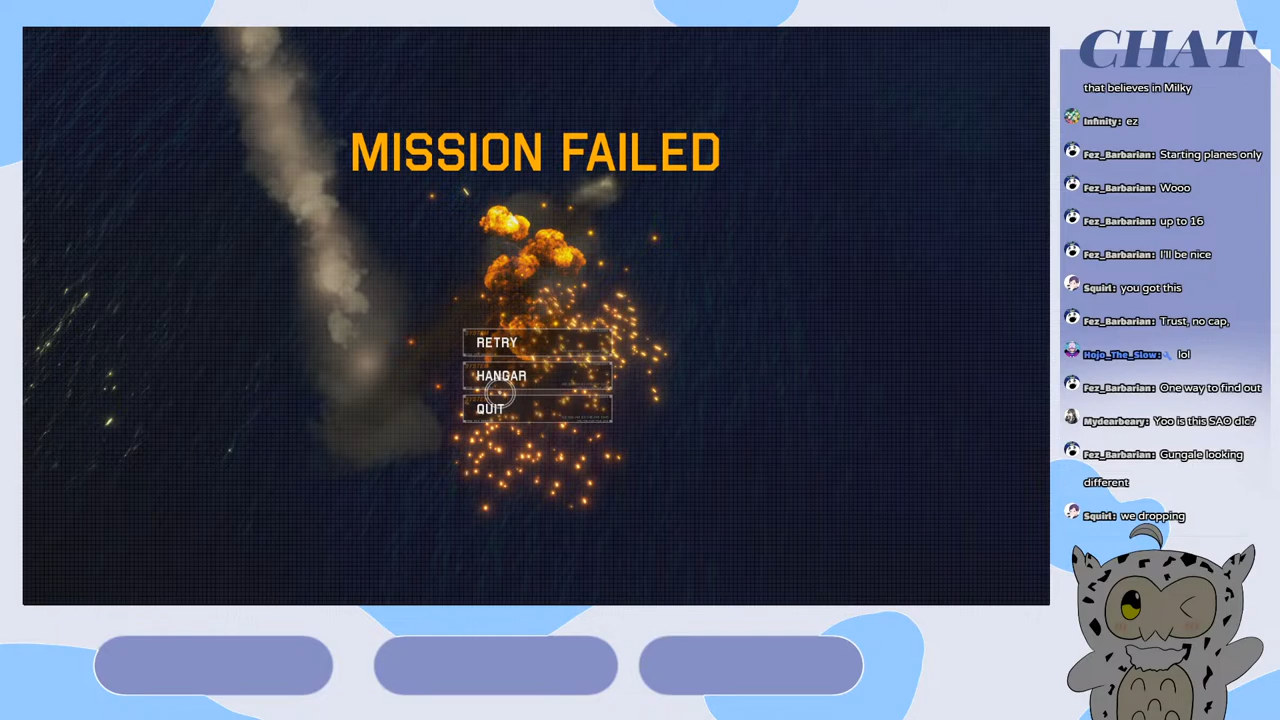 CHAT
that believes in Milky
Infinity: ez
Fez_Barbarian: Starting planes only
Fez_Barbarian: Wooo
Fez_Barbarian: up to 16
Fez_Barbarian: I'll be nice
Squirl: you got this
Fez_Barbarian: Trust, no cap,
Hojo_The_Slow: lol
Fez_Barbarian: One way to find out
Mydearbeary: Yoo is this SAO dlc?
Fez_Barbarian: Gungale looking
different
Squirl: we dropping
MISSION FAILED
RETRY
HANGAR
QUIT